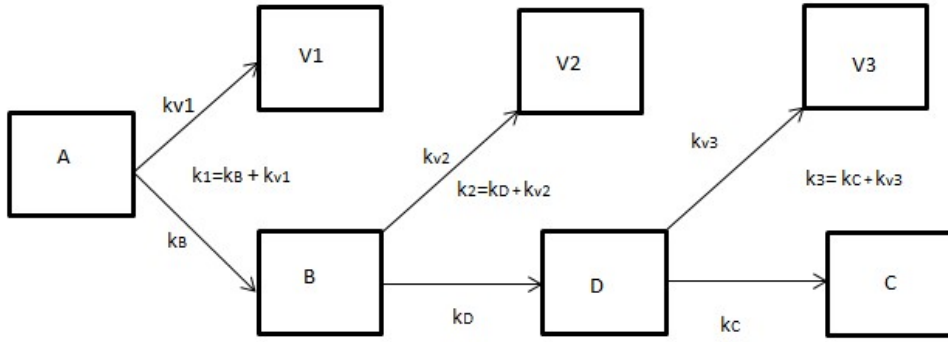 V1
V2
V3
kv1
A
kv2
kv3
k1=kB + kv1
k2=kD+kv2
k3= kC+kv3
kB
B
D
C
kD
kC